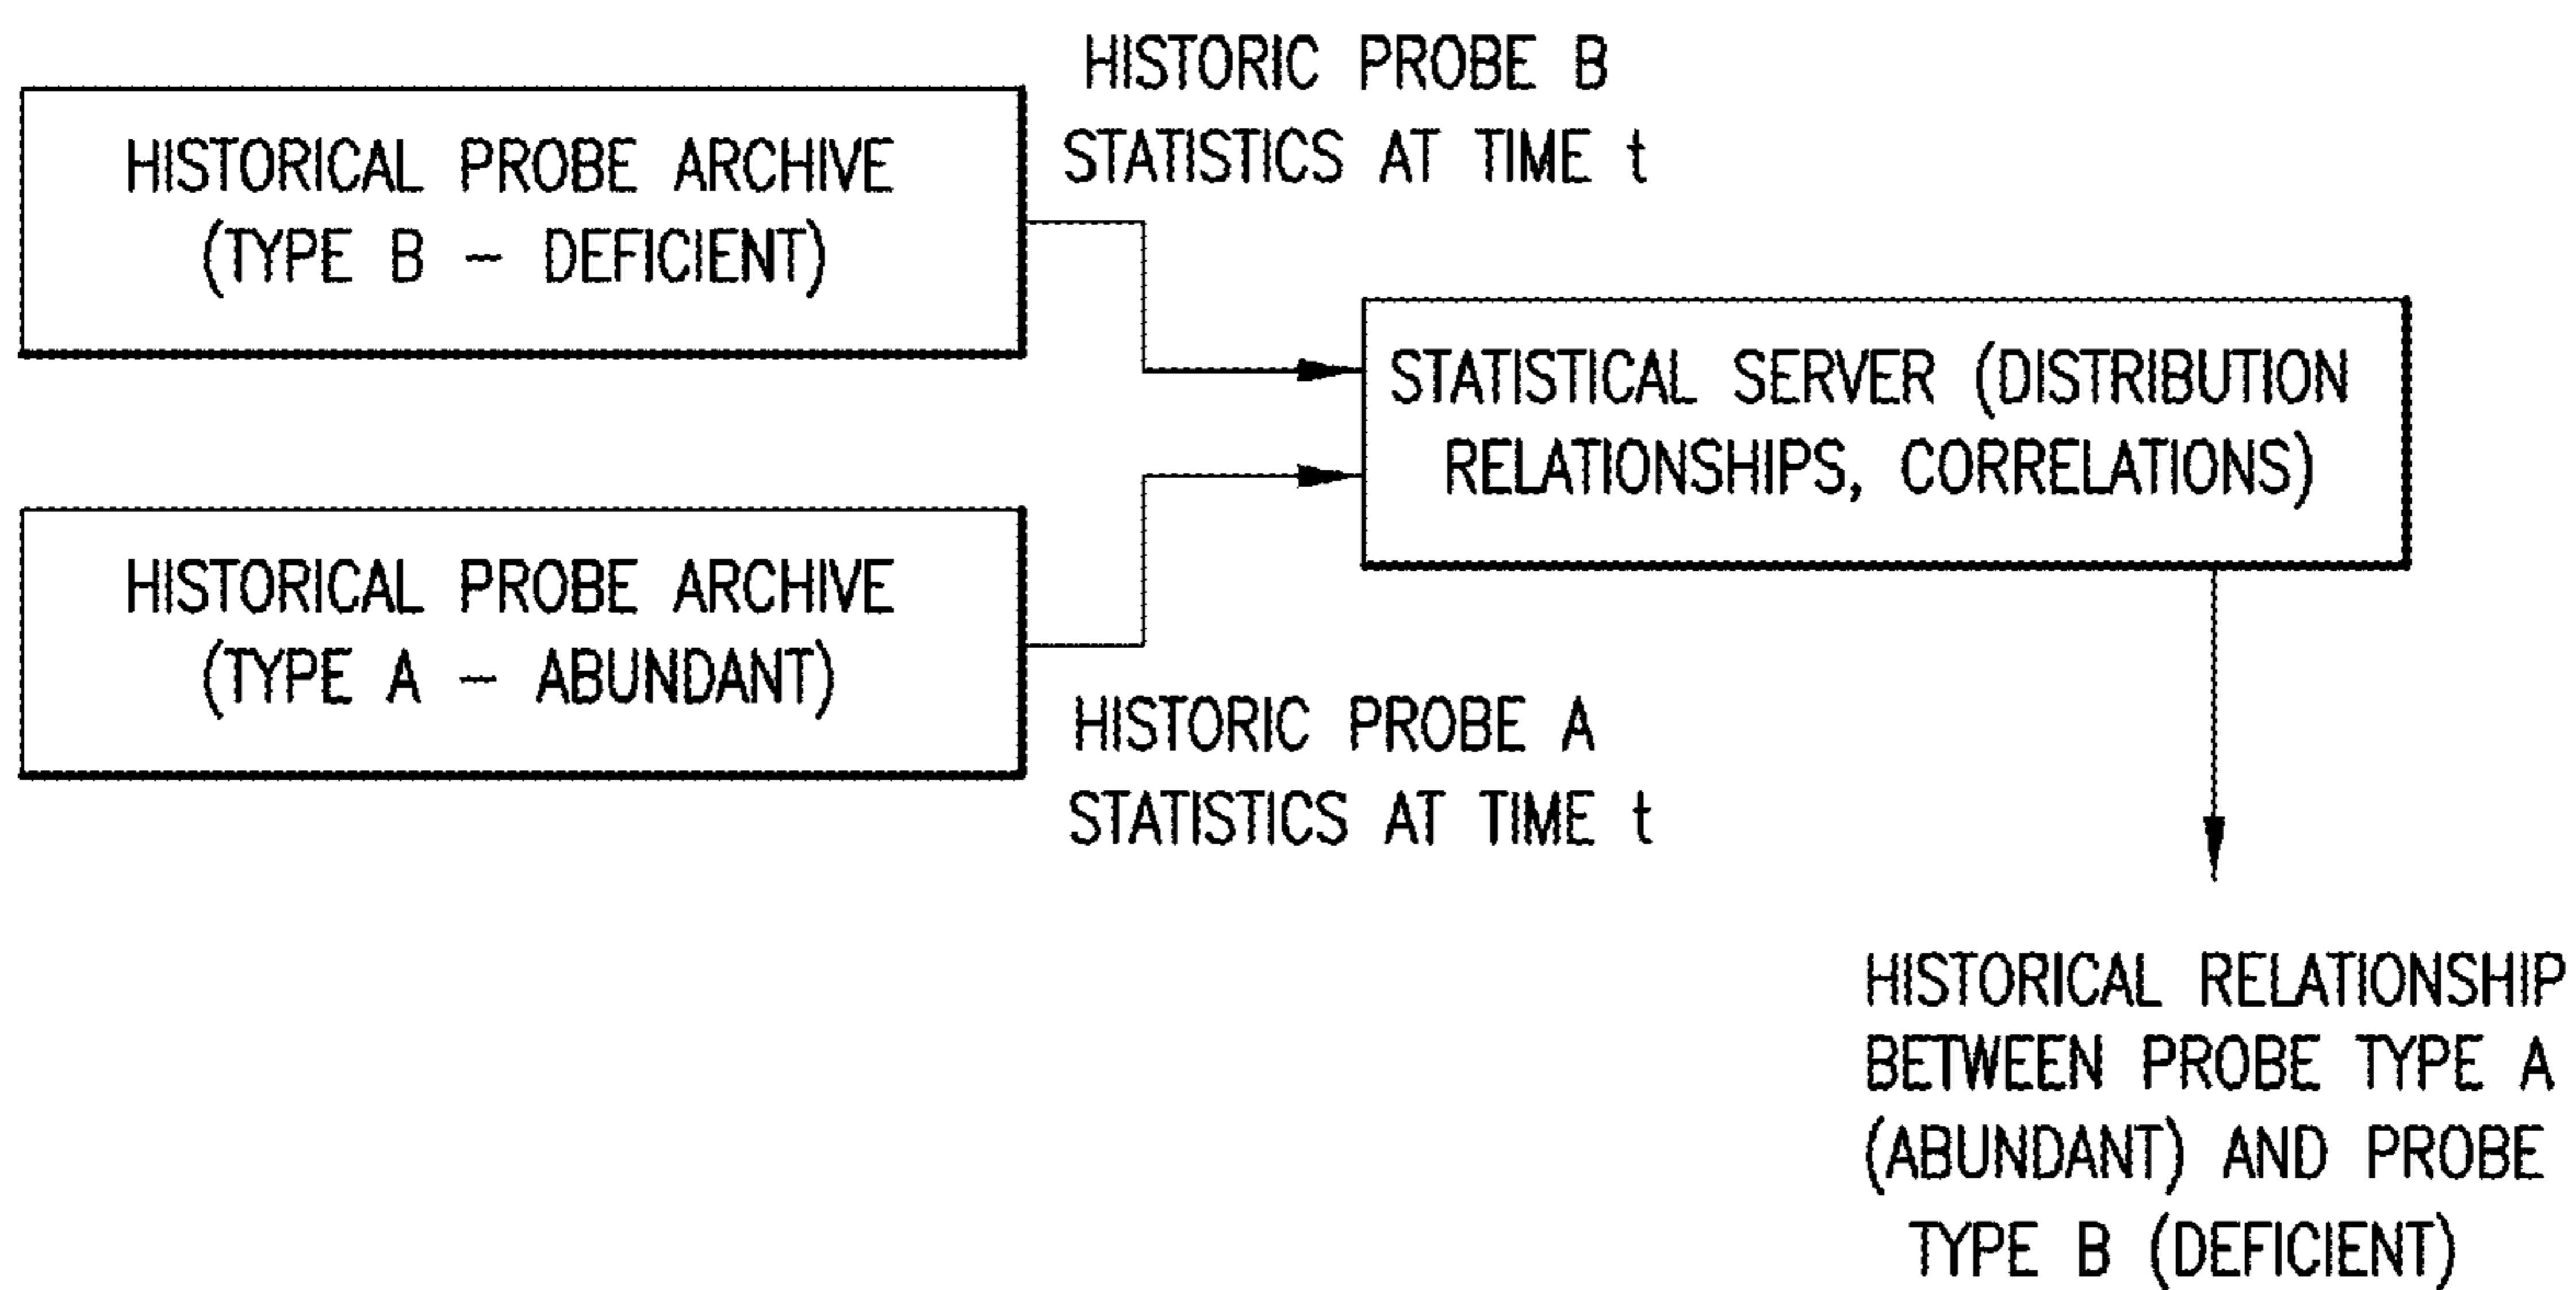 HISTORIC PROBE B
STATISTICS AT TIME t
HISTORICAL PROBE ARCHIVE
(TYPE B – DEFICIENT)
STATISTICAL SERVER (DISTRIBUTION
RELATIONSHIPS, CORRELATIONS)
HISTORICAL PROBE ARCHIVE
(TYPE A – ABUNDANT)
HISTORIC PROBE A
STATISTICS AT TIME t
HISTORICAL RELATIONSHIP
BETWEEN PROBE TYPE A
(ABUNDANT) AND PROBE
TYPE B (DEFICIENT)